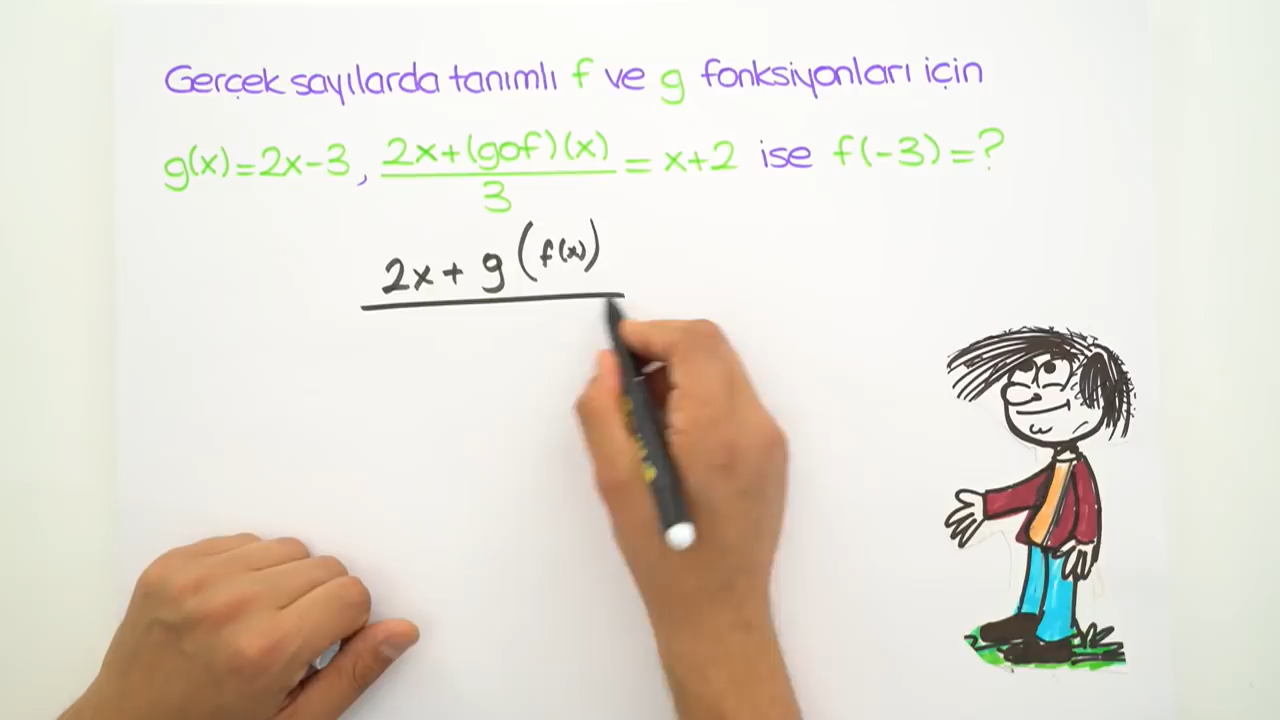 Gerçek sayılarda tanımlı f ve g fonksiyonları için
g(x)=2x-3, 2x+(gof)(x)/3 = x+2 ise f(-3)=?
2x+ g(f(x))